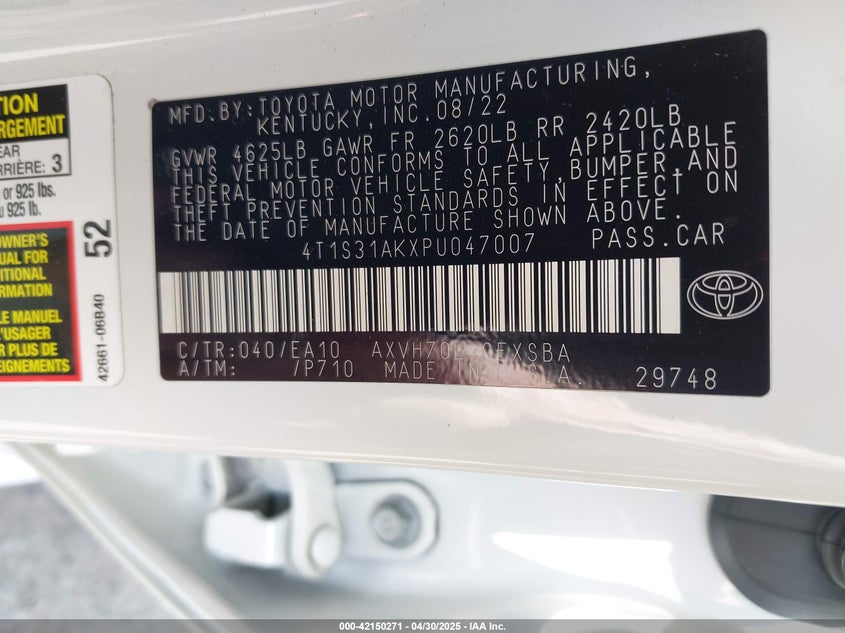 TION
RGEMENT
EAR
RRIÈRE: 3
or 925 lbs.
u 925 lb.
OWNER'S
UAL FOR
ITIONAL
RMATION
LE MANUEL
L'USAGER
EIGNEMENTS
52
42661-06B40
MFD.BY:TOYOTA MOTOR MANUFACTURING,
KENTUCKY,INC.08/22
GVWR 4625LB GAWR FR 2620LB RR 2420LB
THIS VEHICLE CONFORMS TO ALL APPLICABLE
FEDERAL MOTOR VEHICLE SAFETY,BUMPER,AND
THEFT PREVENTION STANDARDS IN EFFECT ON
THE DATE OF MANUFACTURE SHOWN ABOVE.
4T1S31AKXPU047007 PASS.CAR
C/TR:040/EA10 AXVH70
A/TM: /P710 MADE IN 29748
000-42150271 - 04/30/2025 - IAA Inc.